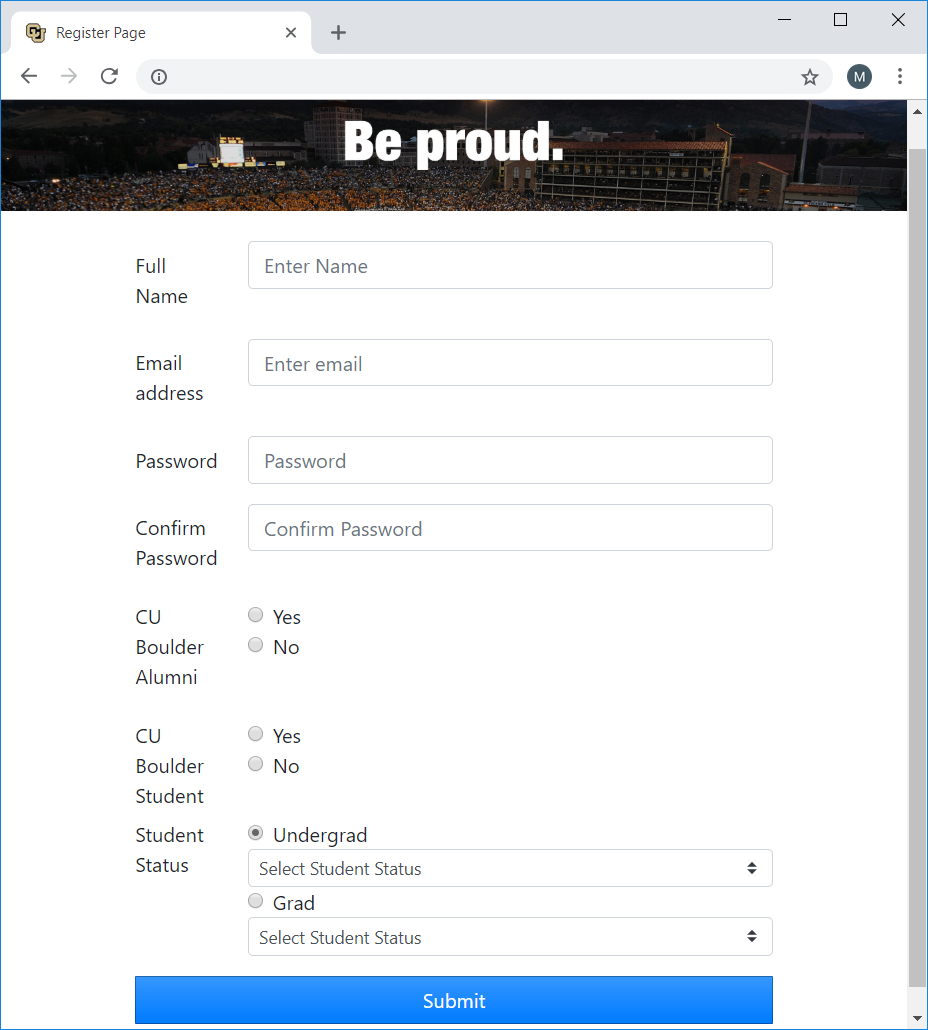 Register Page
M
Be proud.
Full
Name
Enter Name
Email
address
Enter email
Password
Password
Confirm
Password
Confirm Password
CU
Boulder
Alumni
Yes
No
CU
Boulder
Student
Yes
No
Student
Status
Undergrad
Select Student Status
Grad
Select Student Status
Submit